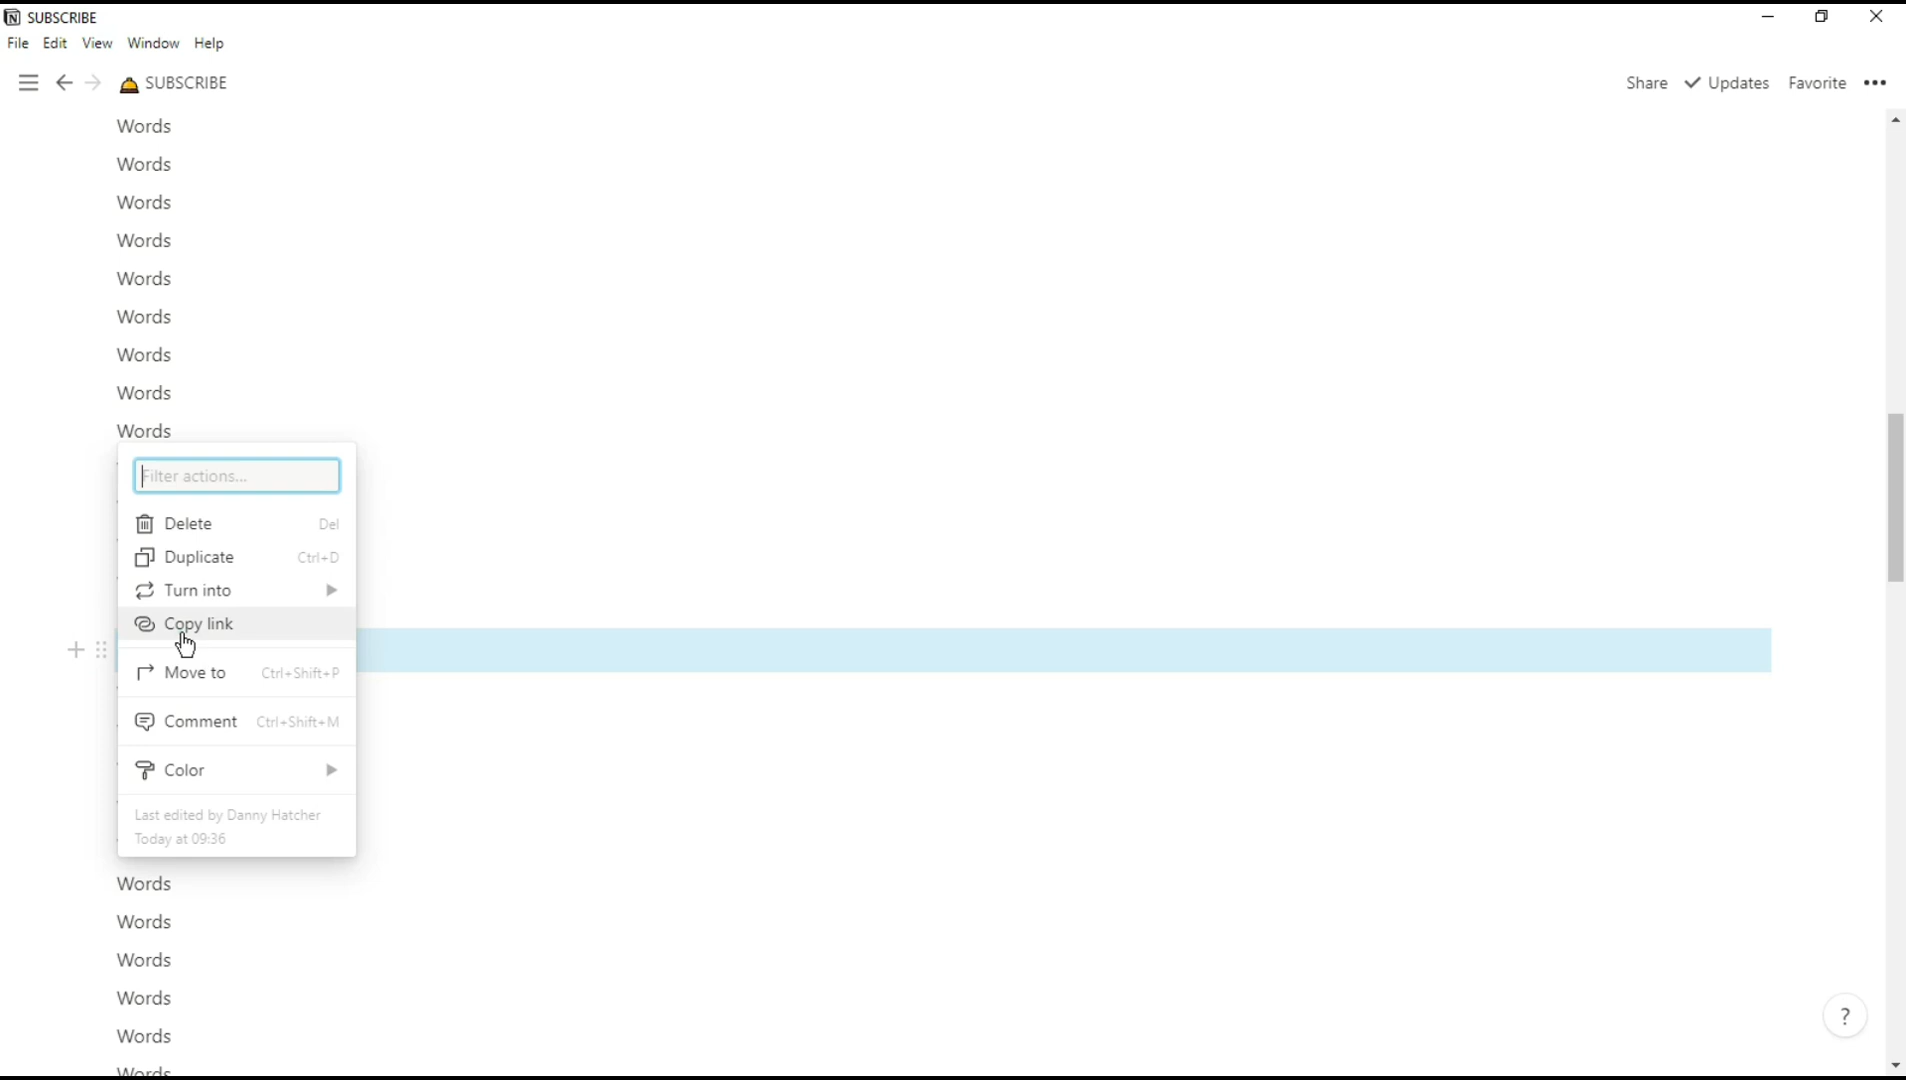 SUBSCRIBE
File Edit View Window Help
SUBSCRIBE Share Updates Favorite
Words
Words
Words
Words
Words
Words
Words
Words
Words
Filter actions...
Delete Del
Duplicate Ctrl+D
Turn into
Copy link
Move to Ctrl+Shift+P
Comment Ctrl+Shift+M
Color
Last edited by Danny Hatcher
Today at 09:36
Words
Words
Words
Words
?
Words
Words